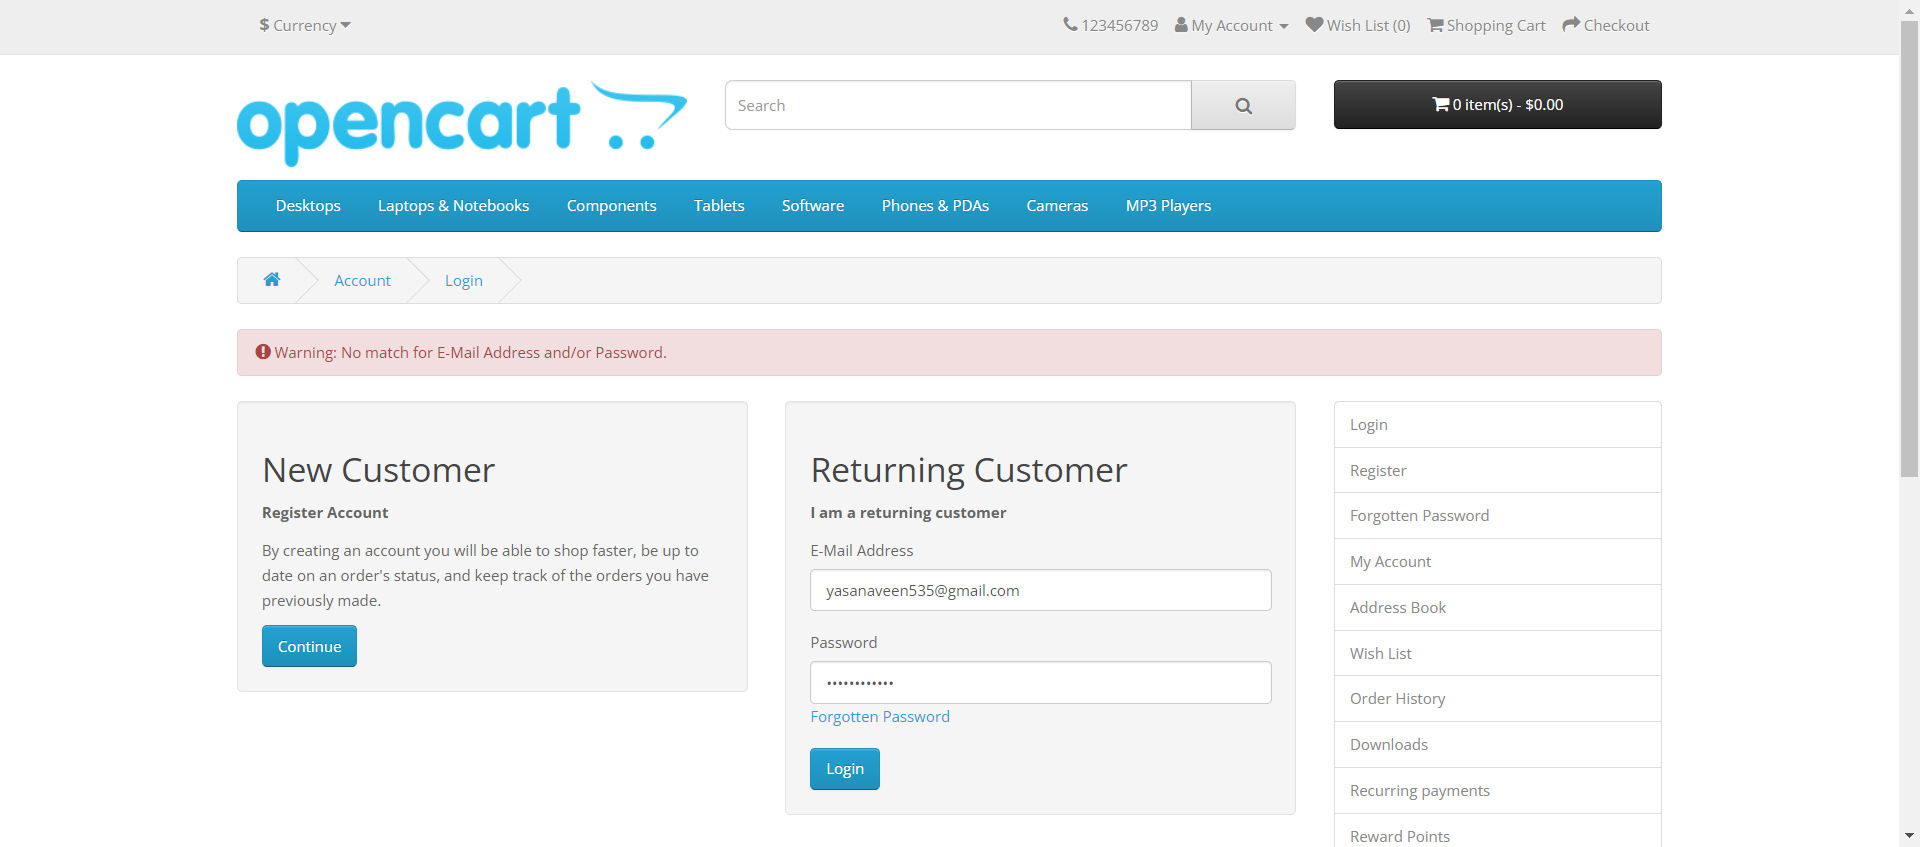 $ Currency
123456789 My Account Wish List (0) Shopping Cart Checkout
opencart
Search
0 item(s) - $0.00
Desktops Laptops & Notebooks Components Tablets Software Phones & PDAs Cameras MP3 Players
Account Login
Warning: No match for E-Mail Address and/or Password.
New Customer
Register Account
By creating an account you will be able to shop faster, be up to
date on an order's status, and keep track of the orders you have
previously made.
Continue
Returning Customer
I am a returning customer
E-Mail Address
yasanaveen535@gmail.com
Password
••••••••••••
Forgotten Password
Login
Login
Register
Forgotten Password
My Account
Address Book
Wish List
Order History
Downloads
Recurring payments
Reward Points